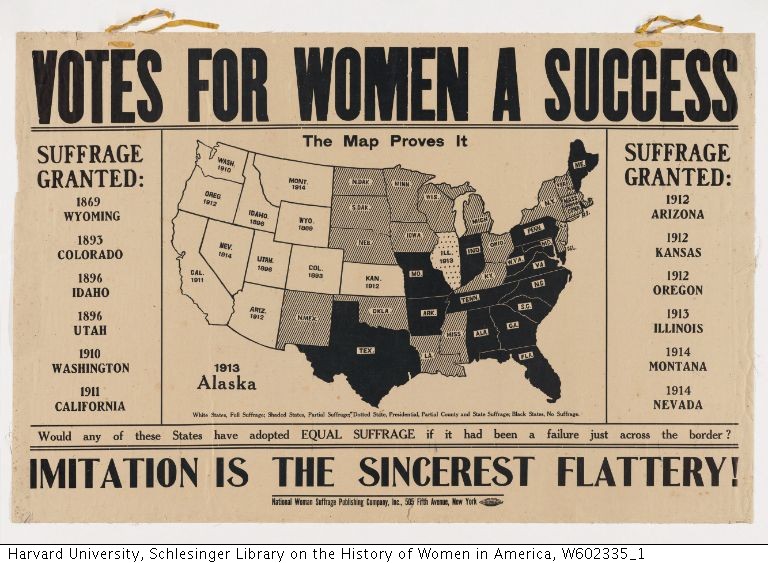 VOTES FOR WOMEN A SUCCESS
SUFFRAGE
GRANTED:
1869
WYOMING
1893
COLORADO
1896
IDAHO
1896
UTAH
1910
WASHINGTON
1911
CALIFORNIA
The Map Proves It
WASH.
1910
MONT.
1914
N.DAK.
MINN.
ME.
OREG
1912
IDAHO.
1896
WYO.
1869
S.DAK.
WIS.
MICH.
N.Y.
NEV.
1914
UTAH.
1896
COL.
1893
NEB.
IOWA
ILL.
1913
IND.
OHIO
PENN.
CAL.
1911
ARIZ.
1912
N.MEX.
KAN.
1912
OKLA.
MO.
ARK.
KY.
W.VA.
VA.
N.C.
TENN.
S.C.
TEX.
LA
MISS
ALA.
GA.
FLA.
1913
Alaska
White States, Full Suffrage; Shaded States, Partial Suffrage; Dotted State, Presidential, Partial County and State Suffrage; Black States, No Suffrage.
SUFFRAGE
GRANTED:
1912
ARIZONA
1912
KANSAS
1912
OREGON
1913
ILLINOIS
1914
MONTANA
1914
NEVADA
Would any of these States have adopted EQUAL SUFFRAGE if it had been a failure just across the border?
IMITATION IS THE SINCEREST FLATTERY!
National Woman Suffrage Publishing Company, Inc., 505 Fifth Avenue, New York
Harvard University, Schlesinger Library on the History of Women in America, W602335_1